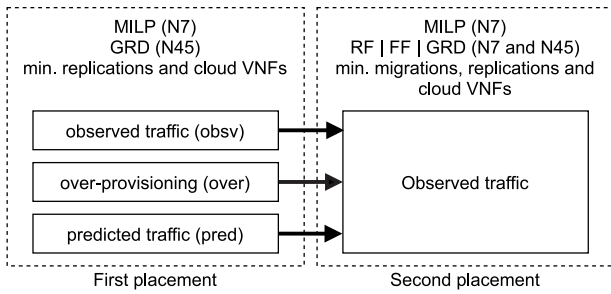 MILP (N7)
GRD (N45)
min. replications and cloud VNFs
observed traffic (obsv)
over-provisioning (over)
predicted traffic (pred)
First placement
MILP (N7)
RF | FF | GRD (N7 and N45)
min. migrations, replications and
cloud VNFs
Observed traffic
Second placement